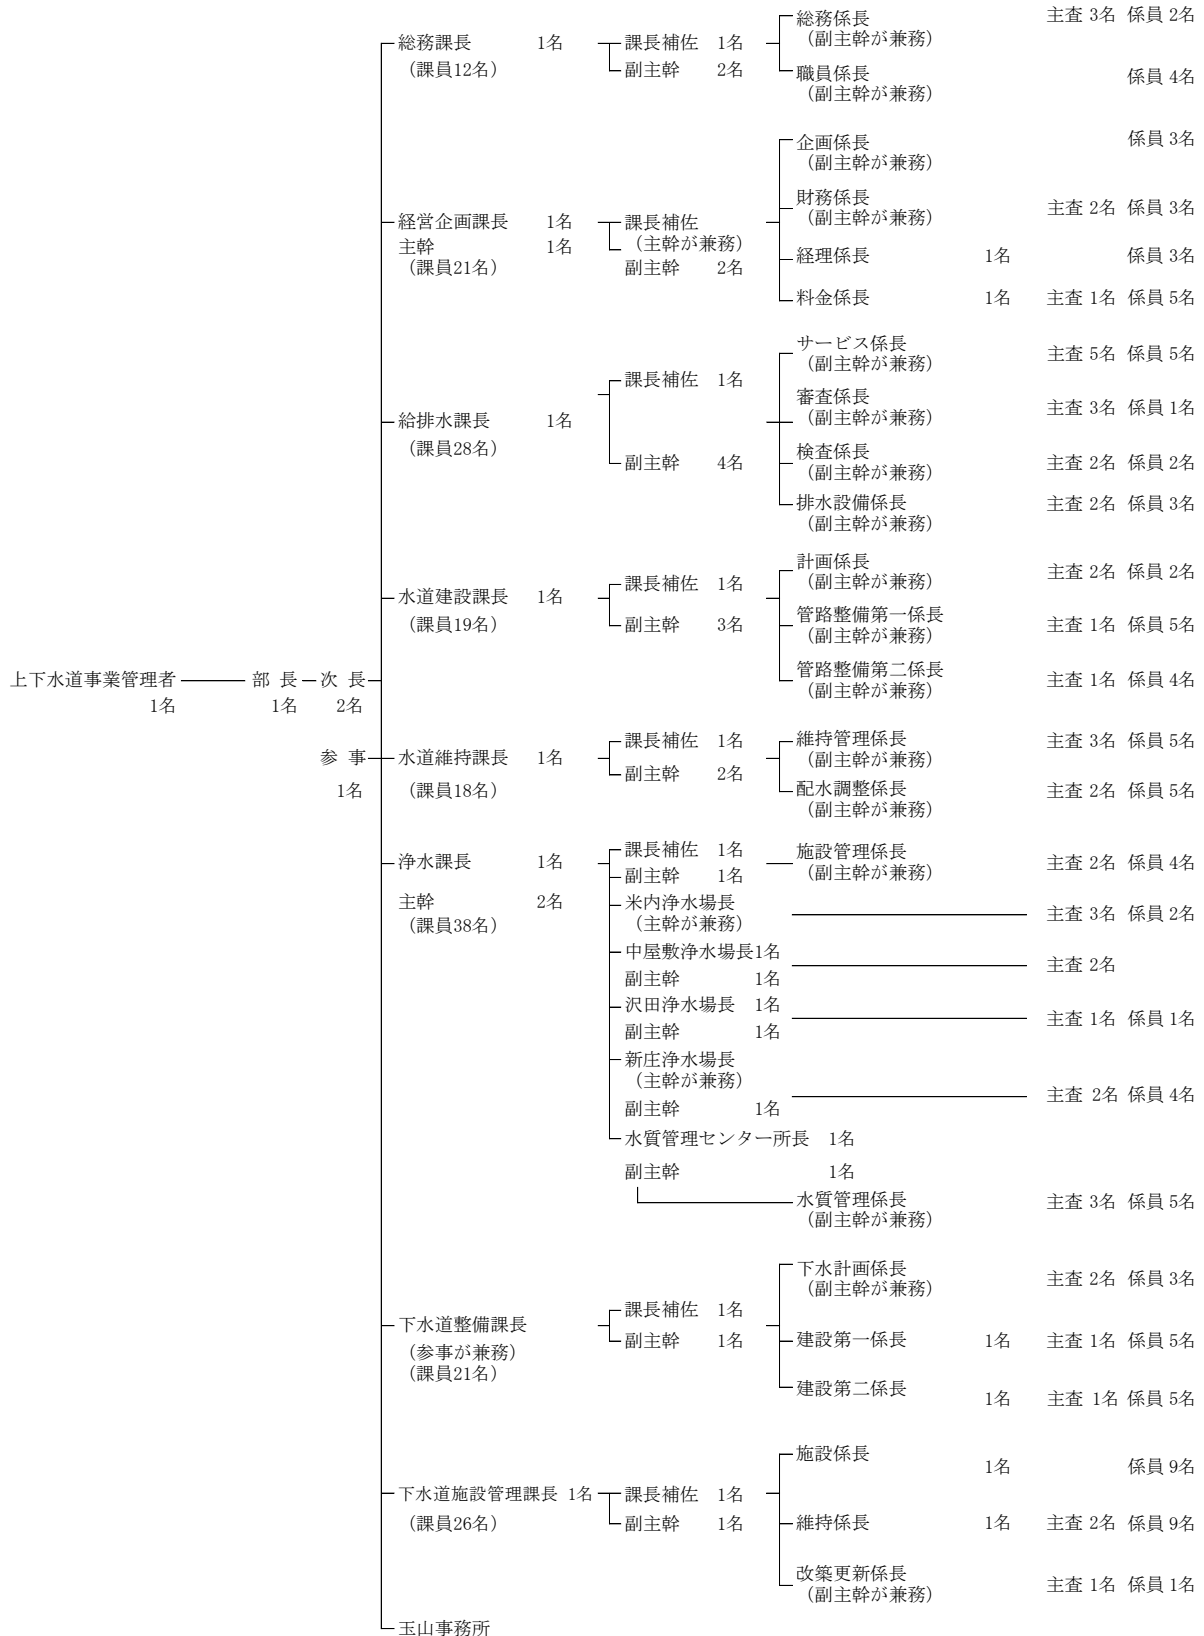 上下水道事業管理者 1名
部長 1名
次長 2名
参事 1名
総務課長 1名
(課員12名)
課長補佐 1名
副主幹 2名
総務係長 主査 3名 係員 2名
(副主幹が兼務)
職員係長 係員 4名
(副主幹が兼務)
経営企画課長 1名
主幹 1名
(課員21名)
課長補佐
(主幹が兼務)
副主幹 2名
企画係長 係員 3名
(副主幹が兼務)
財務係長 主査 2名 係員 3名
(副主幹が兼務)
経理係長 1名 係員 3名
料金係長 1名 主査 1名 係員 5名
給排水課長 1名
(課員28名)
課長補佐 1名
副主幹 4名
サービス係長 主査 5名 係員 5名
(副主幹が兼務)
審査係長 主査 3名 係員 1名
(副主幹が兼務)
検査係長 主査 2名 係員 2名
(副主幹が兼務)
排水設備係長 主査 2名 係員 3名
(副主幹が兼務)
水道建設課長 1名
(課員19名)
課長補佐 1名
副主幹 3名
計画係長 主査 2名 係員 2名
(副主幹が兼務)
管路整備第一係長 主査 1名 係員 5名
(副主幹が兼務)
管路整備第二係長 主査 1名 係員 4名
(副主幹が兼務)
水道維持課長 1名
(課員18名)
課長補佐 1名
副主幹 2名
維持管理係長 主査 3名 係員 5名
(副主幹が兼務)
配水調整係長 主査 2名 係員 5名
(副主幹が兼務)
浄水課長 1名
主幹 2名
(課員38名)
課長補佐 1名
副主幹 1名
施設管理係長 主査 2名 係員 4名
(副主幹が兼務)
米内浄水場長 主査 3名 係員 2名
(主幹が兼務)
中屋敷浄水場長1名 主査 2名
副主幹 1名
沢田浄水場長 1名 主査 1名 係員 1名
副主幹 1名
新庄浄水場長
(主幹が兼務)
副主幹 1名 主査 2名 係員 4名
水質管理センター所長 1名
副主幹 1名
水質管理係長 主査 3名 係員 5名
(副主幹が兼務)
下水道整備課長
(参事が兼務)
(課員21名)
課長補佐 1名
副主幹 1名
下水計画係長 主査 2名 係員 3名
(副主幹が兼務)
建設第一係長 1名 主査 1名 係員 5名
建設第二係長 1名 主査 1名 係員 5名
下水道施設管理課長 1名
(課員26名)
課長補佐 1名
副主幹 1名
施設係長 1名 係員 9名
維持係長 1名 主査 2名 係員 9名
改築更新係長 主査 1名 係員 1名
(副主幹が兼務)
玉山事務所